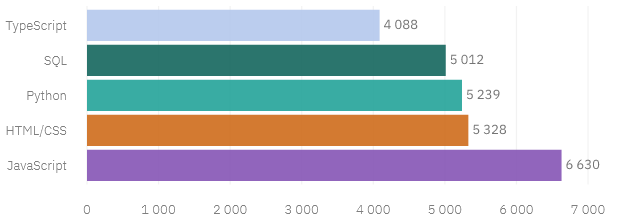 TypeScript 4 088
SQL 5 012
Python 5 239
HTML/CSS 5 328
JavaScript 6 630
0 1 000 2 000 3 000 4 000 5 000 6 000 7 000